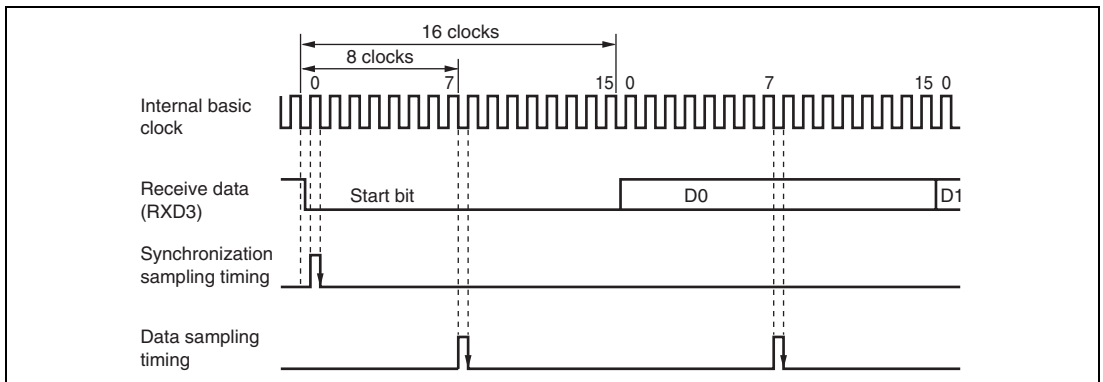 16 clocks
8 clocks
0 7 15 0 7 15 0
Internal basic
clock
Receive data
(RXD3)
Start bit D0 D1
Synchronization
sampling timing
Data sampling
timing